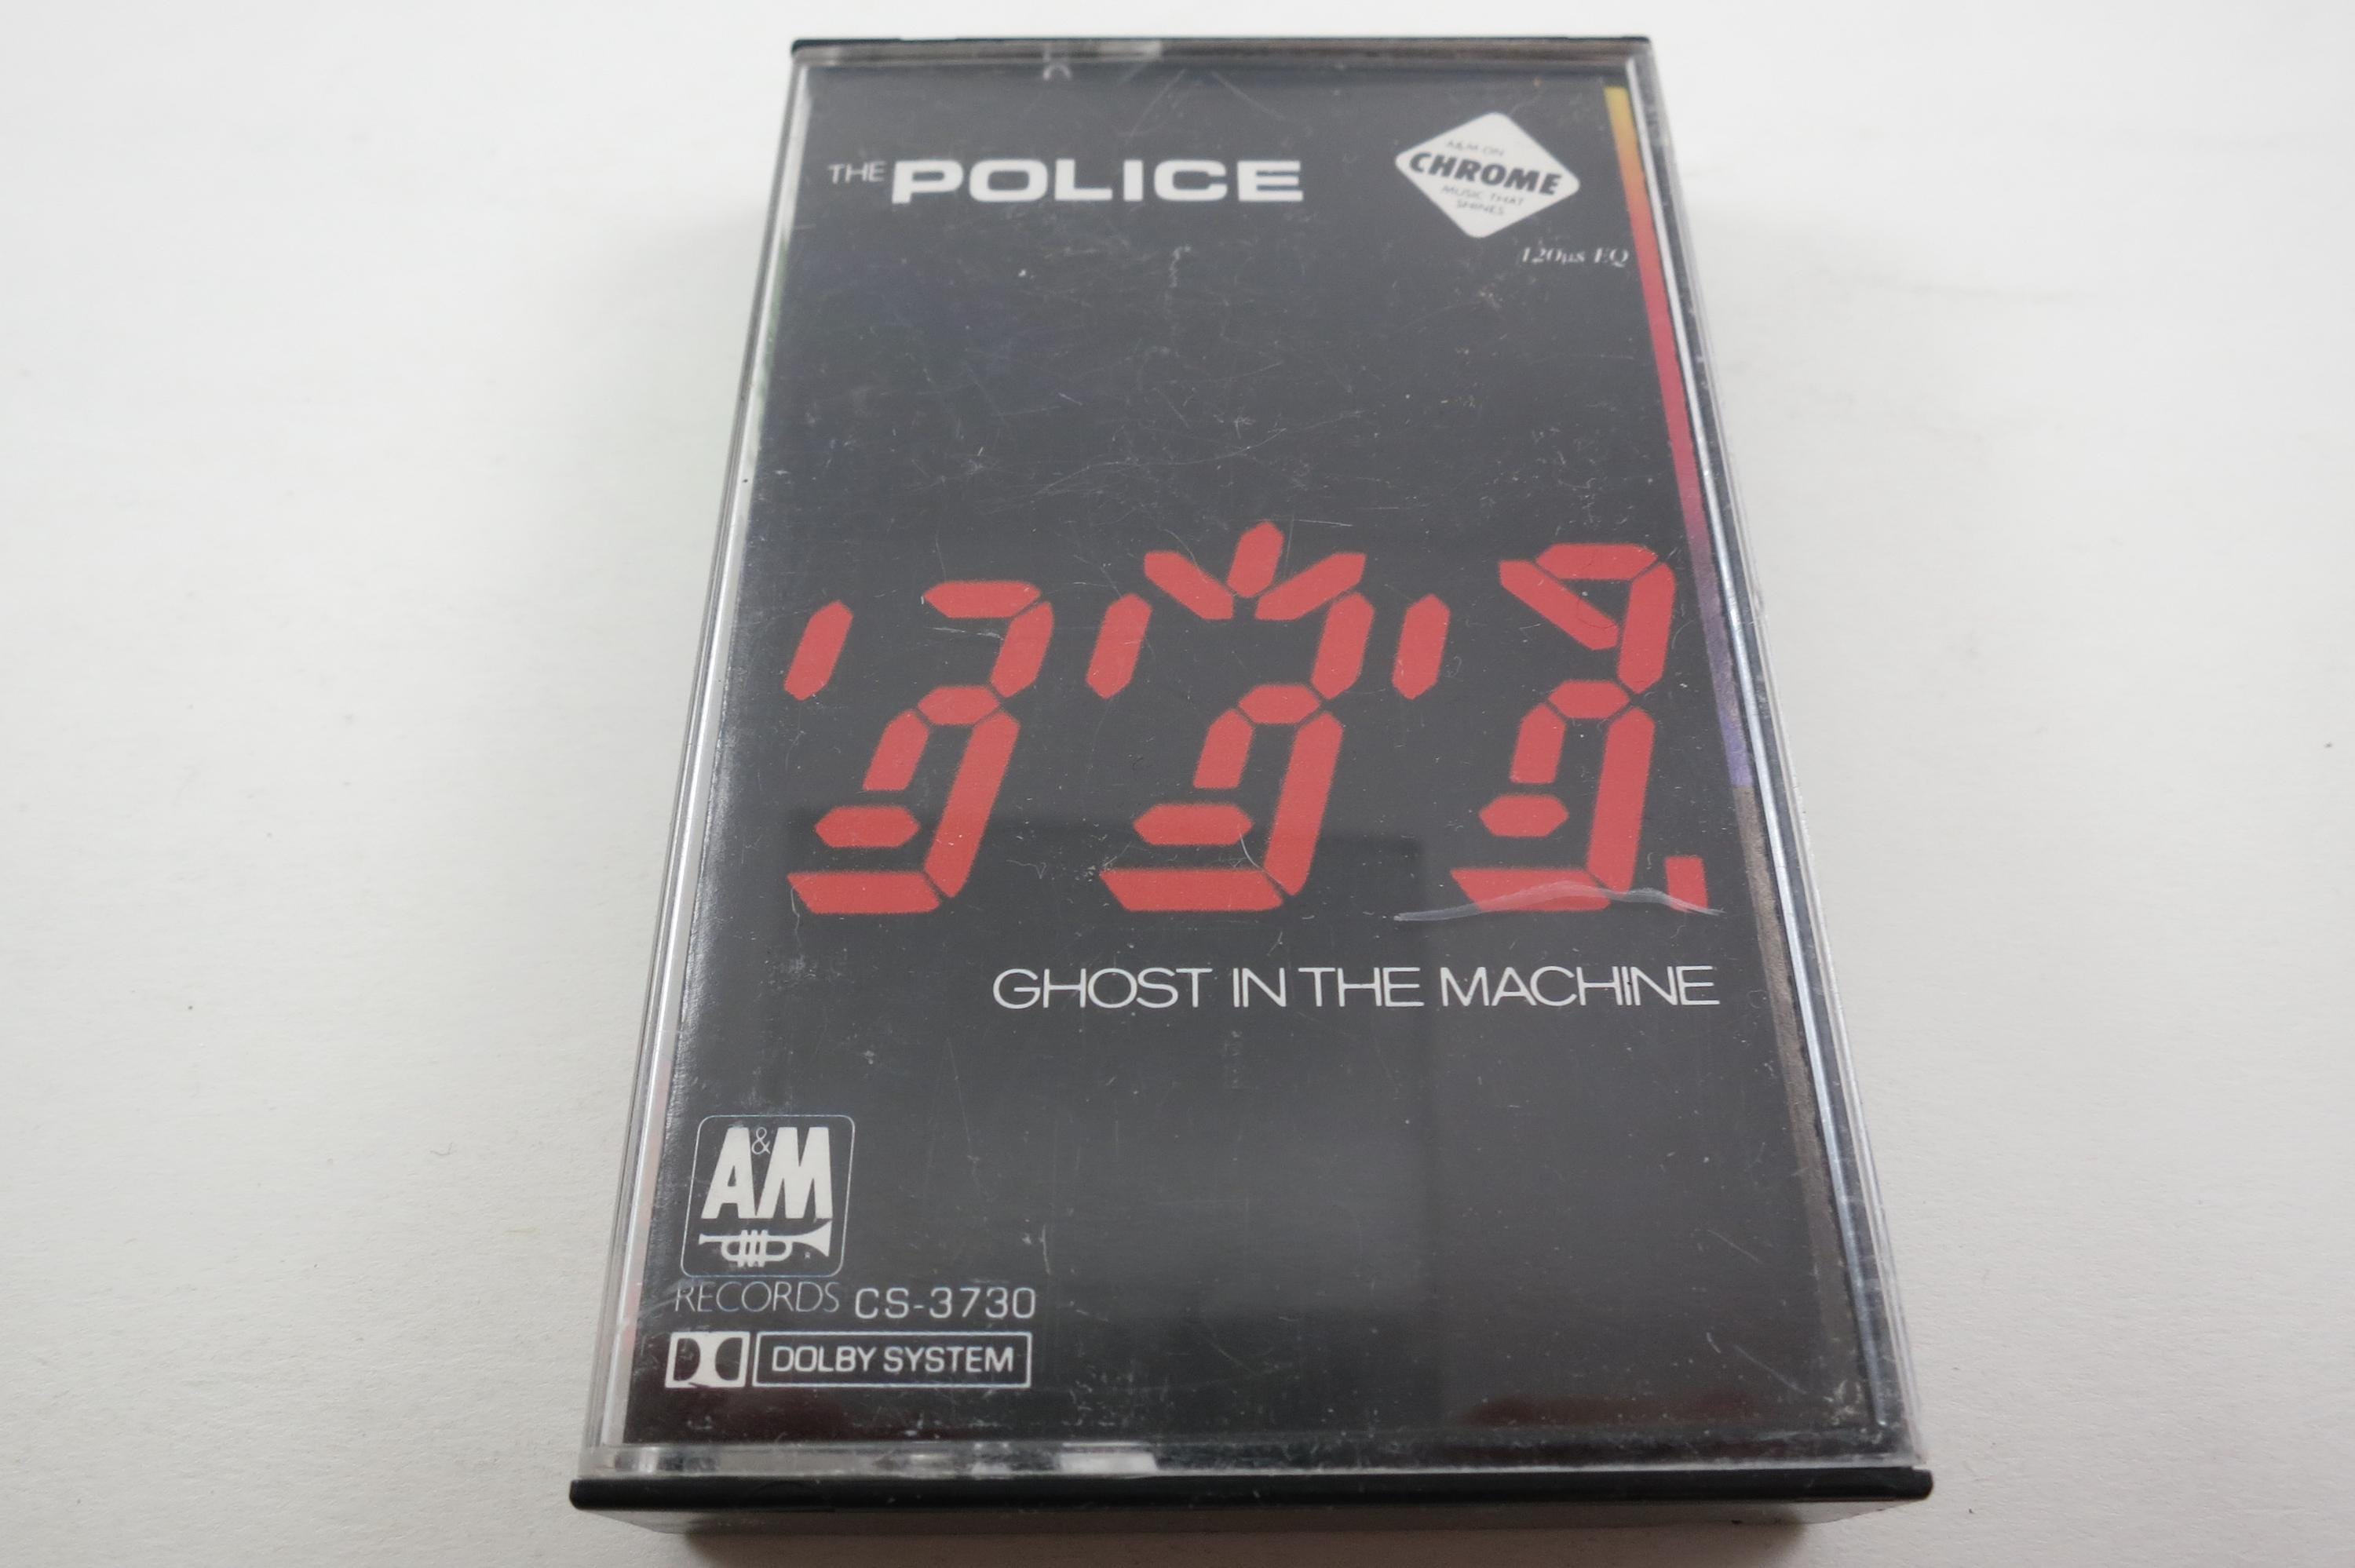 THE POLICE
A&M ON
CHROME
MUSIC THAT
SHINES
120µs EQ
GHOST IN THE MACHINE
A&M
RECORDS CS-3730
DOLBY SYSTEM